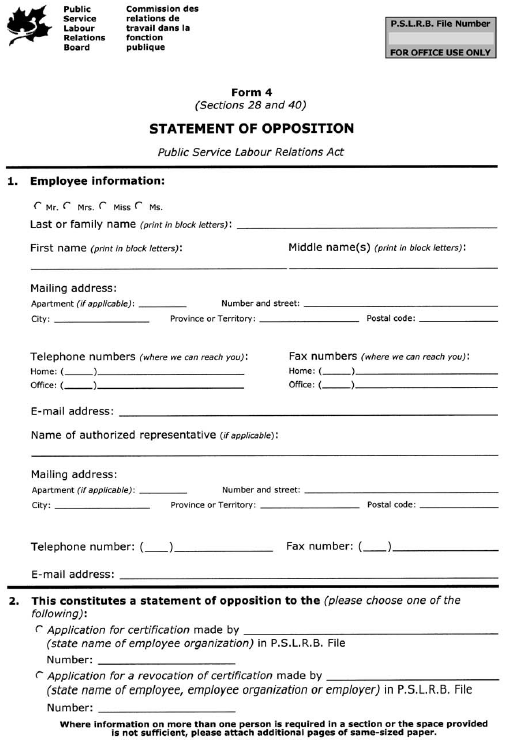 Public
Service
Labour
Relations
Board
Commission des
relations de
travail dans la
fonction
publique
P.S.L.R.B. File Number
FOR OFFICE USE ONLY
Form 4
(Sections 28 and 40)
STATEMENT OF OPPOSITION
Public Service Labour Relations Act
1. Employee information:
Mr. Mrs. Miss Ms.
Last or family name (print in block letters):
First name (print in block letters): Middle name(s) (print in block letters):
Mailing address:
Apartment (if applicable): Number and street:
City: Province or Territory: Postal code:
Telephone numbers (where we can reach you): Fax numbers (where we can reach you):
Home: ( ) Home: ( )
Office: ( ) Office: ( )
E-mail address:
Name of authorized representative (if applicable):
Mailing address:
Apartment (if applicable): Number and street:
City: Province or Territory: Postal code:
Telephone number: ( ) Fax number: ( )
E-mail address:
2. This constitutes a statement of opposition to the (please choose one of the
following):
Application for certification made by
(state name of employee organization) in P.S.L.R.B. File
Number:
Application for a revocation of certification made by
(state name of employee, employee organization or employer) in P.S.L.R.B. File
Number:
Where information on more than one person is required in a section or the space provided
is not sufficient, please attach additional pages of same-sized paper.